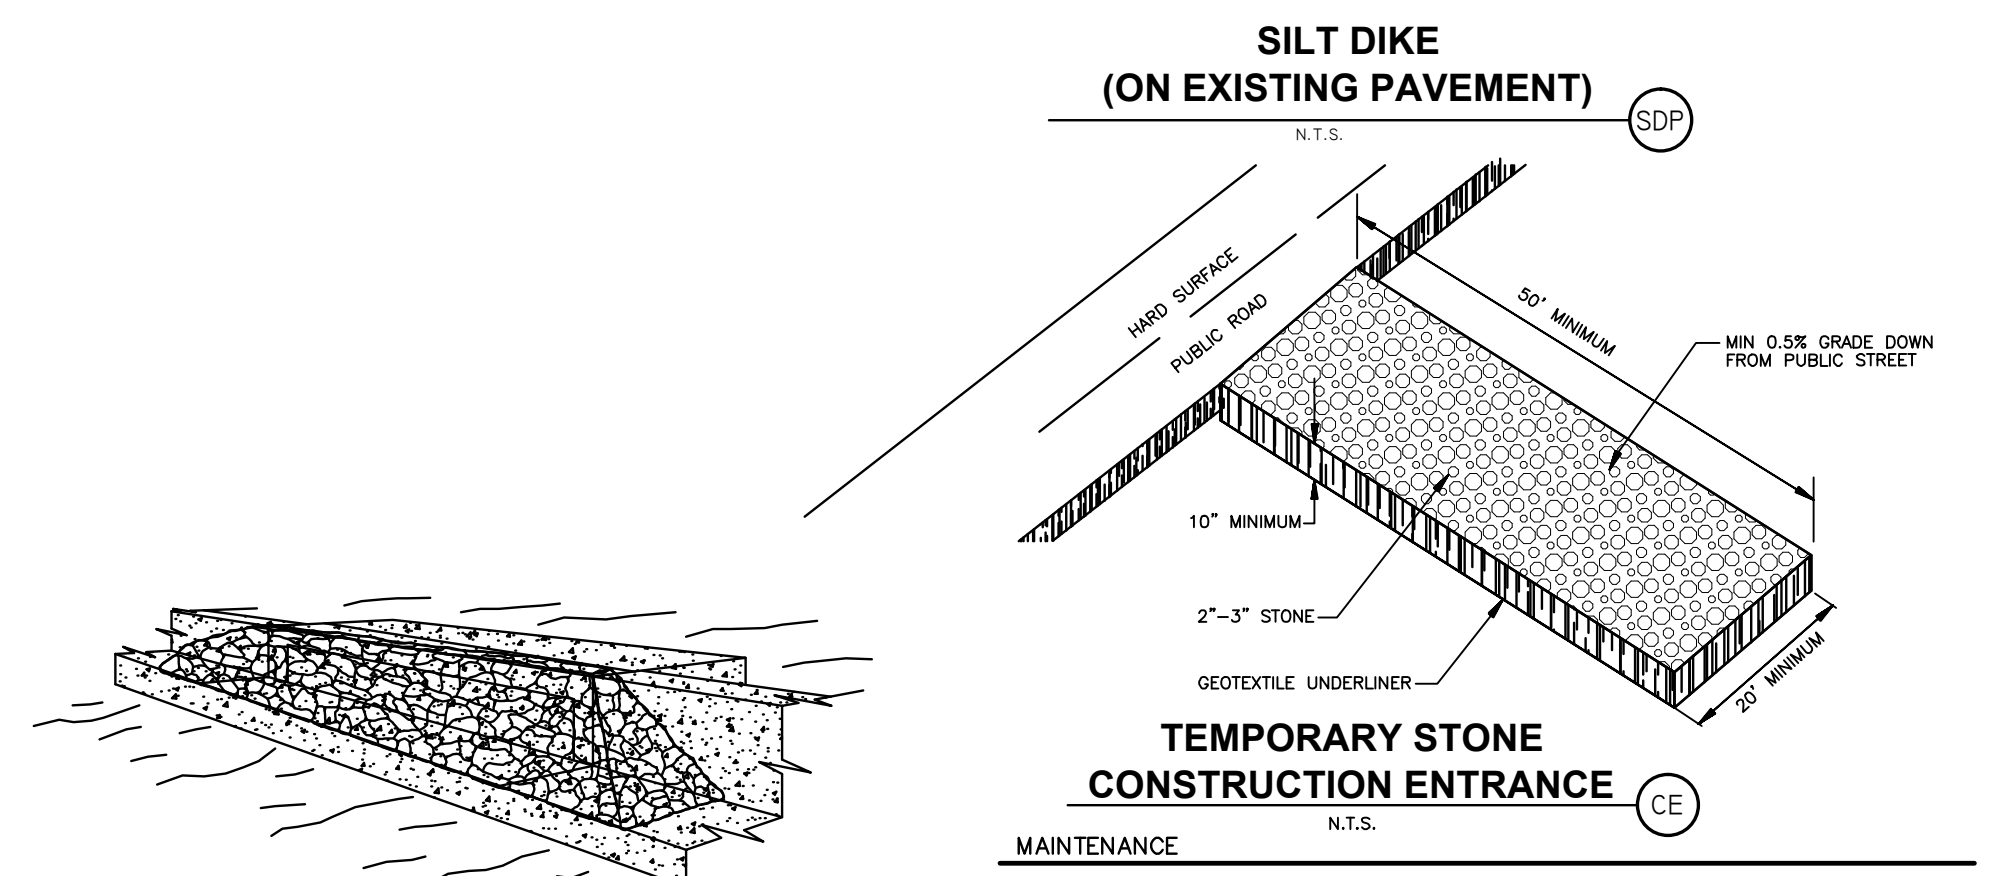 SILT DIKE
(ON EXISTING PAVEMENT)
SDP
N.T.S.
HARD SURFACE
PUBLIC ROAD
50' MINIMUM
MIN 0.5% GRADE DOWN
FROM PUBLIC STREET
10" MINIMUM
2"-3" STONE
GEOTEXTILE UNDERLINER
20' MINIMUM
TEMPORARY STONE
CONSTRUCTION ENTRANCE
CE
N.T.S.
MAINTENANCE